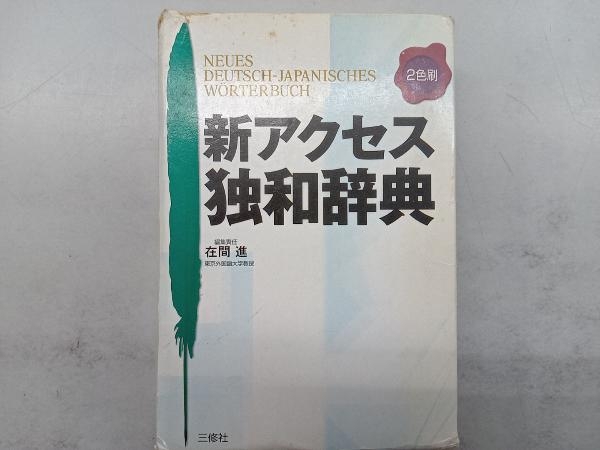 NEUES
DEUTSCH-JAPANISCHES
WÖRTERBUCH
2色刷
新アクセス
独和辞典
編集責任
在間 進
東京外国語大学教授
三修社